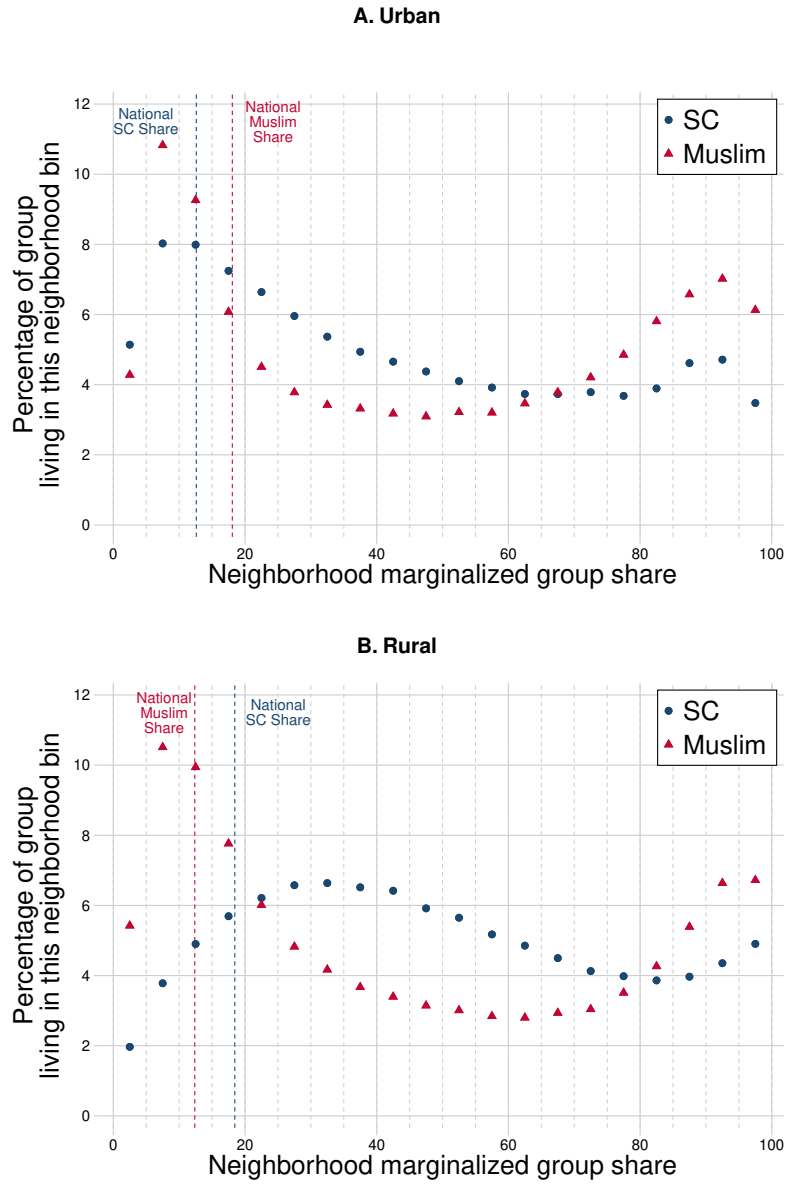 A. Urban
Percentage of group
living in this neighborhood bin
12
10
8
6
4
2
0
National
SC Share
National
Muslim
Share
SC
Muslim
0 20 40 60 80 100
Neighborhood marginalized group share
B. Rural
Percentage of group
living in this neighborhood bin
12
10
8
6
4
2
0
National
Muslim
Share
National
SC Share
SC
Muslim
0 20 40 60 80 100
Neighborhood marginalized group share